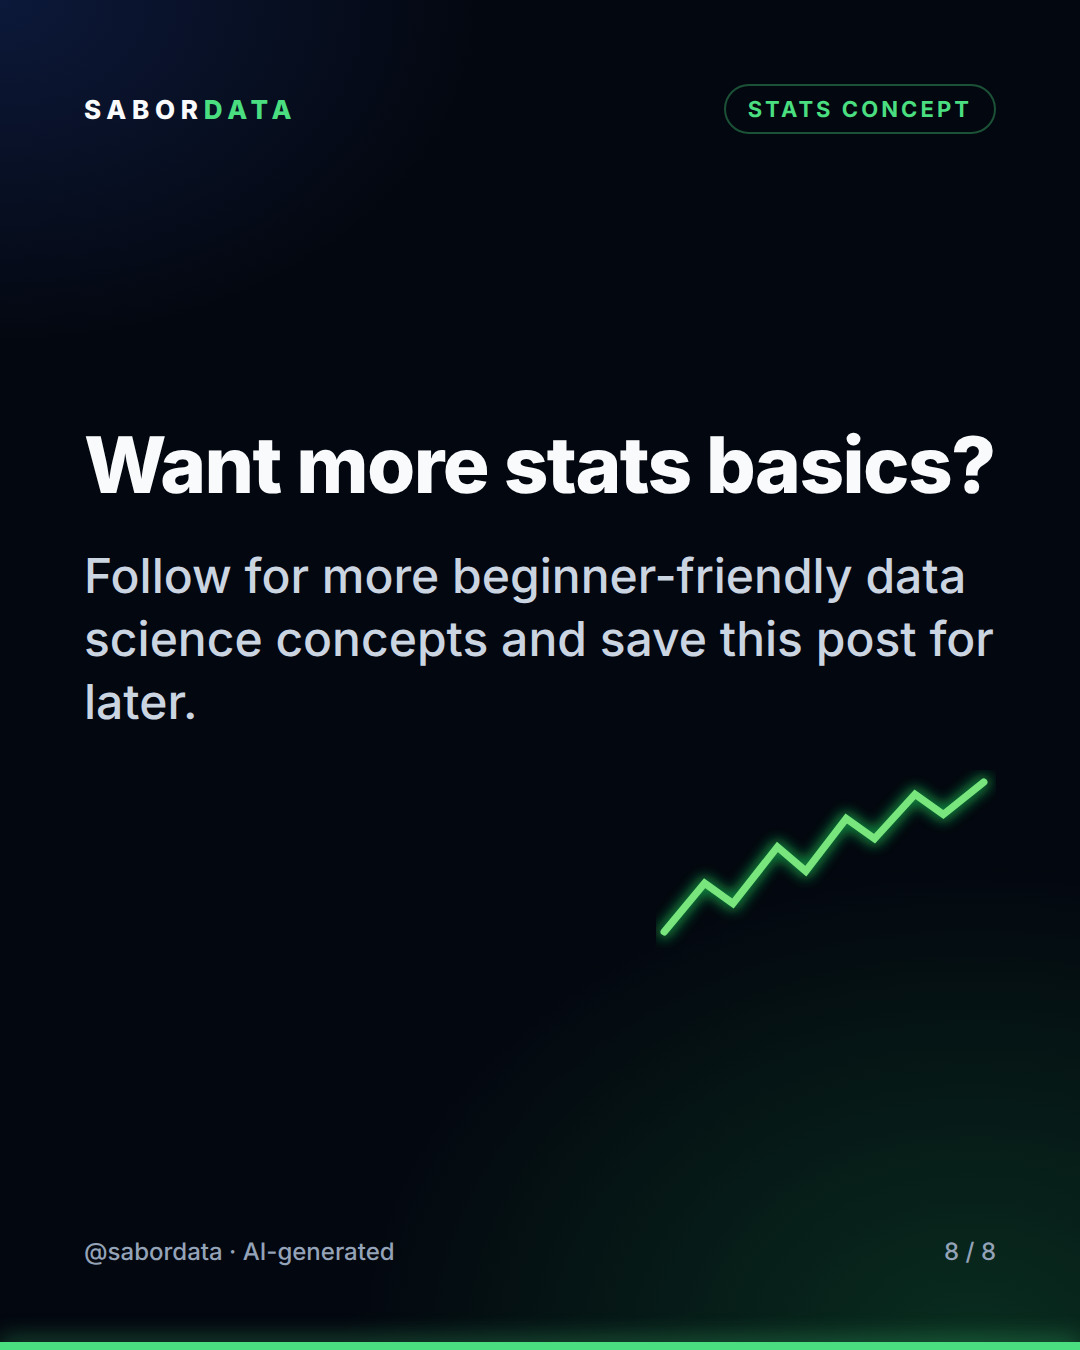 SABORDATA
STATS CONCEPT
Want more stats basics?
Follow for more beginner-friendly data
science concepts and save this post for
later.
@sabordata · AI-generated
8 / 8